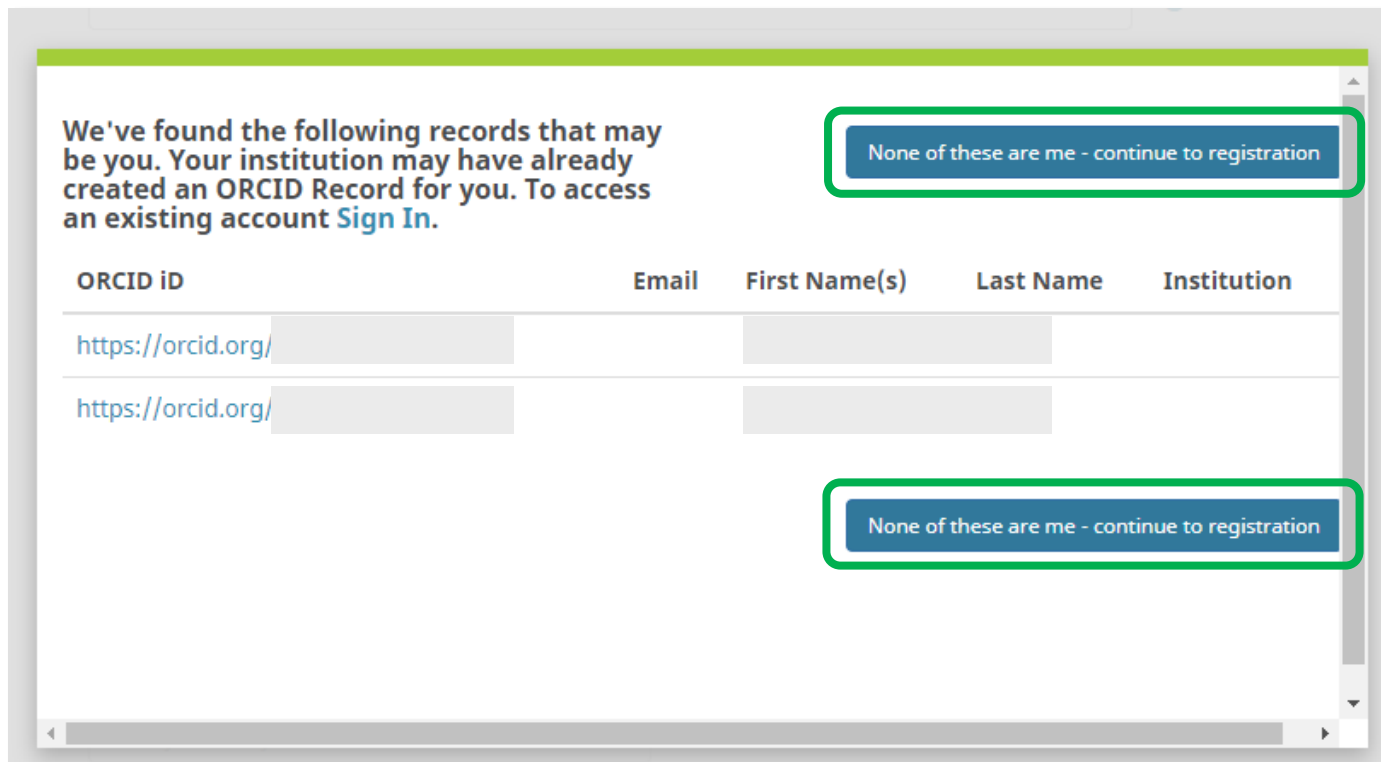 We've found the following records that may
be you. Your institution may have already
created an ORCID Record for you. To access
an existing account Sign In.
None of these are me - continue to registration
ORCID iD Email First Name(s) Last Name Institution
https://orcid.org/
https://orcid.org/
None of these are me - continue to registration